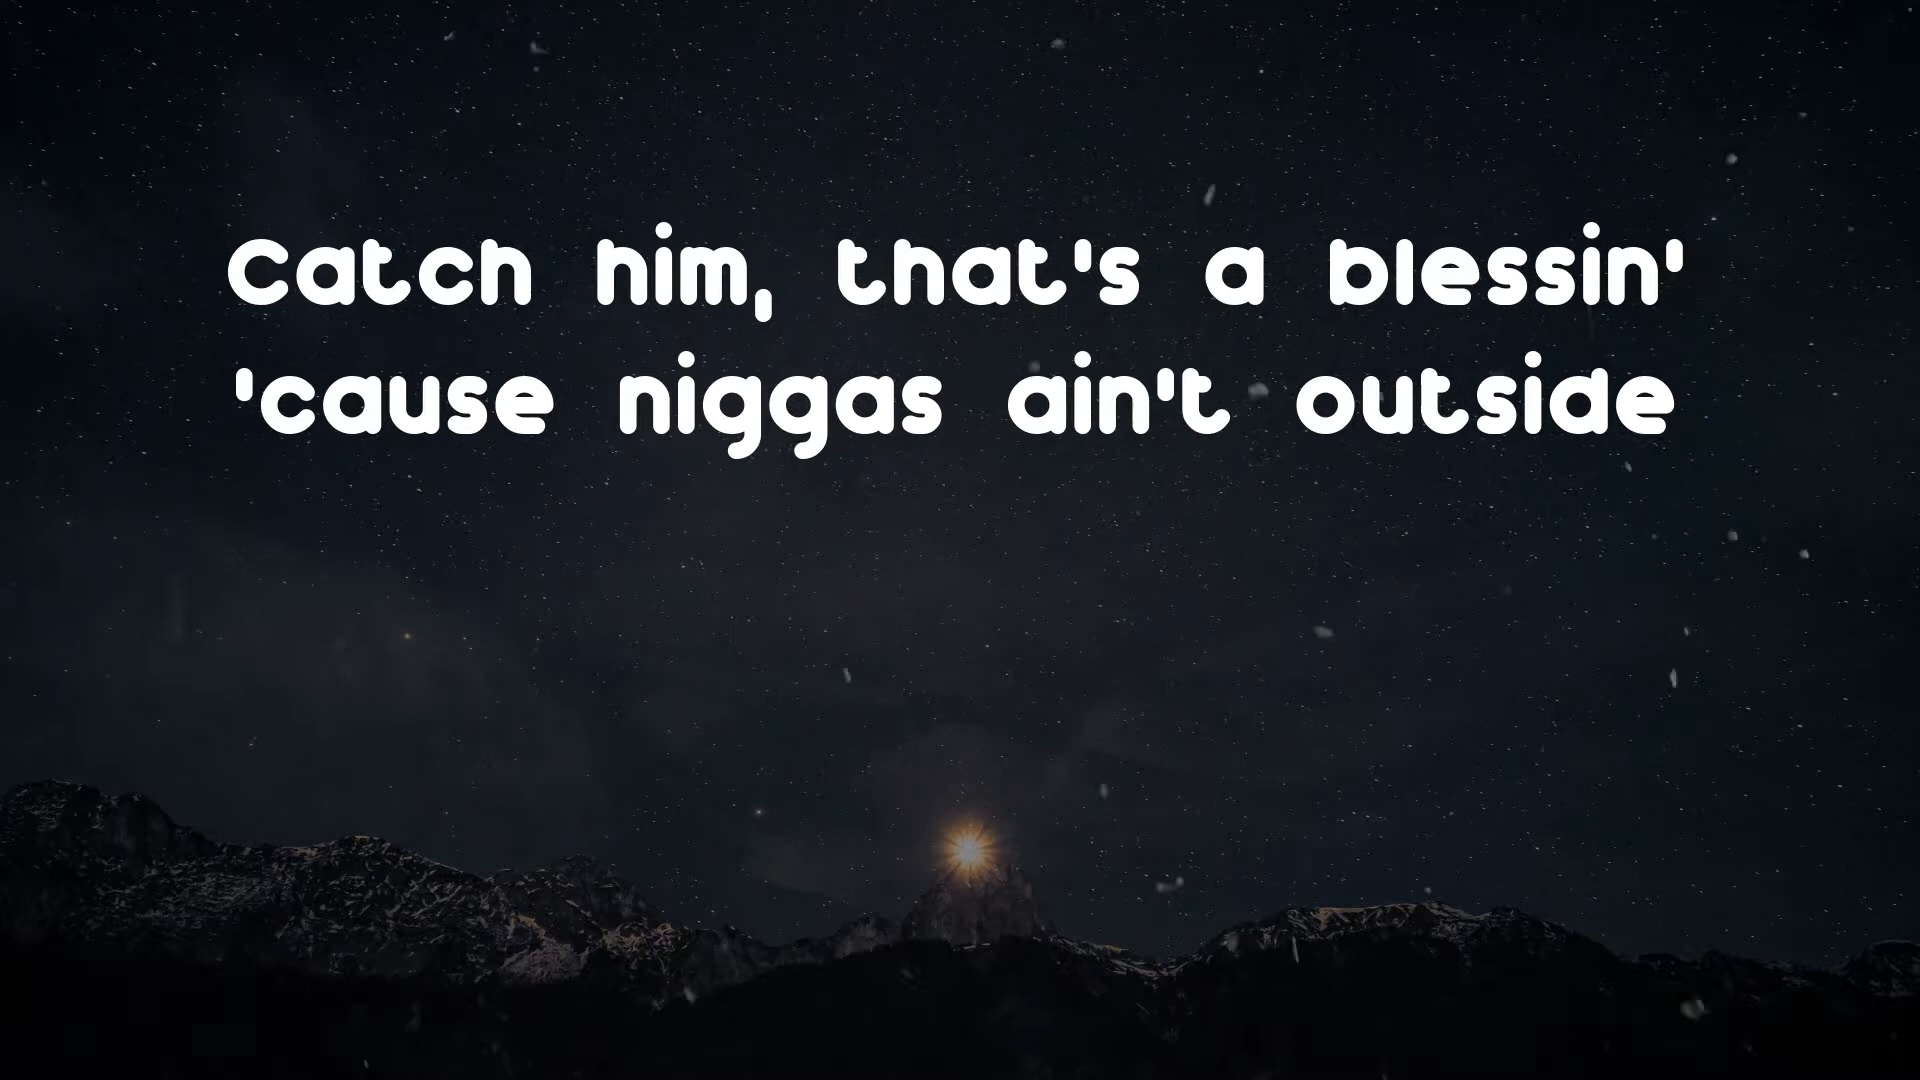 Catch him, that's a blessin'
'cause niggas ain't outside